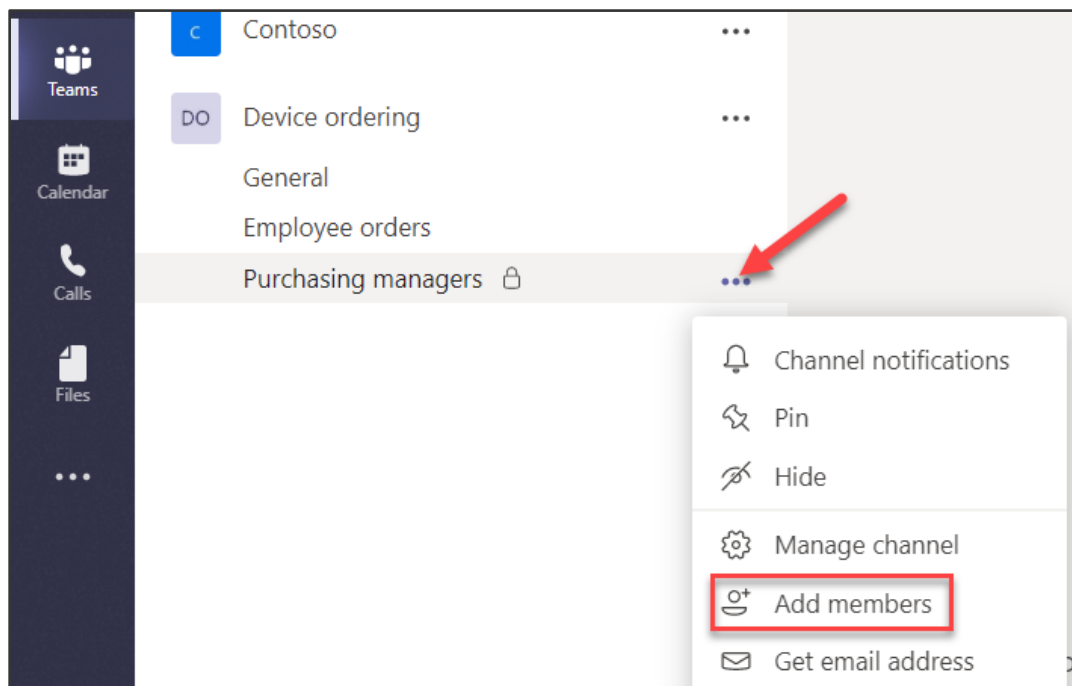 C Contoso
Teams
DO Device ordering
General
Calendar
Employee orders
Purchasing managers
Calls
Channel notifications
Files
Pin
Hide
Manage channel
Add members
Get email address